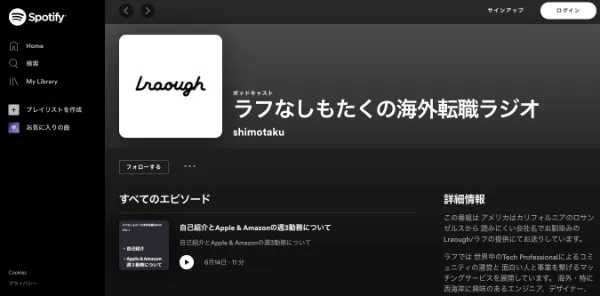 Spotify
サインアップ
ログイン
Home
検索
My Library
プレイリストを作成
お気に入りの曲
Lraough
ポッドキャスト
ラフなしもたくの海外転職ラジオ
shimotaku
フォローする
すべてのエピソード
・自己紹介
・Apple & Amazonの週3勤務について
自己紹介とApple & Amazonの週3勤務について
自己紹介とApple & Amazonの週3勤務について
6月14日・11分
詳細情報
この番組は アメリカはカリフォルニアのロサン
ゼルスから 読みにくい会社名でお馴染みの
Lraough/ラフの提供にてお送りしています。
ラフでは 世界中のTech Professionalによるコミ
ュニティの運営と 面白い人と事業を繋げるマッ
チングサービスを展開しています。 海外・特に
西海岸に興味のあるエンジニア、デザイナー、
Cookies
プライバシー